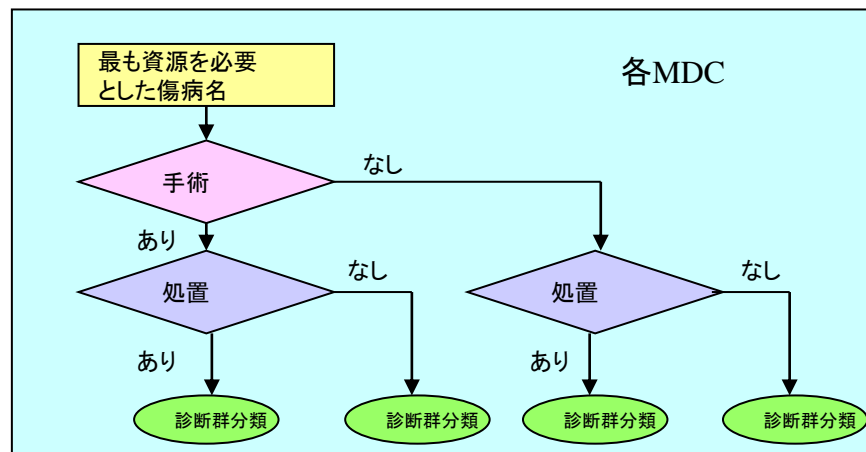 最も資源を必要
とした傷病名
各MDC
手術
なし
あり
処置
なし
処置
なし
あり
あり
診断群分類
診断群分類
診断群分類
診断群分類